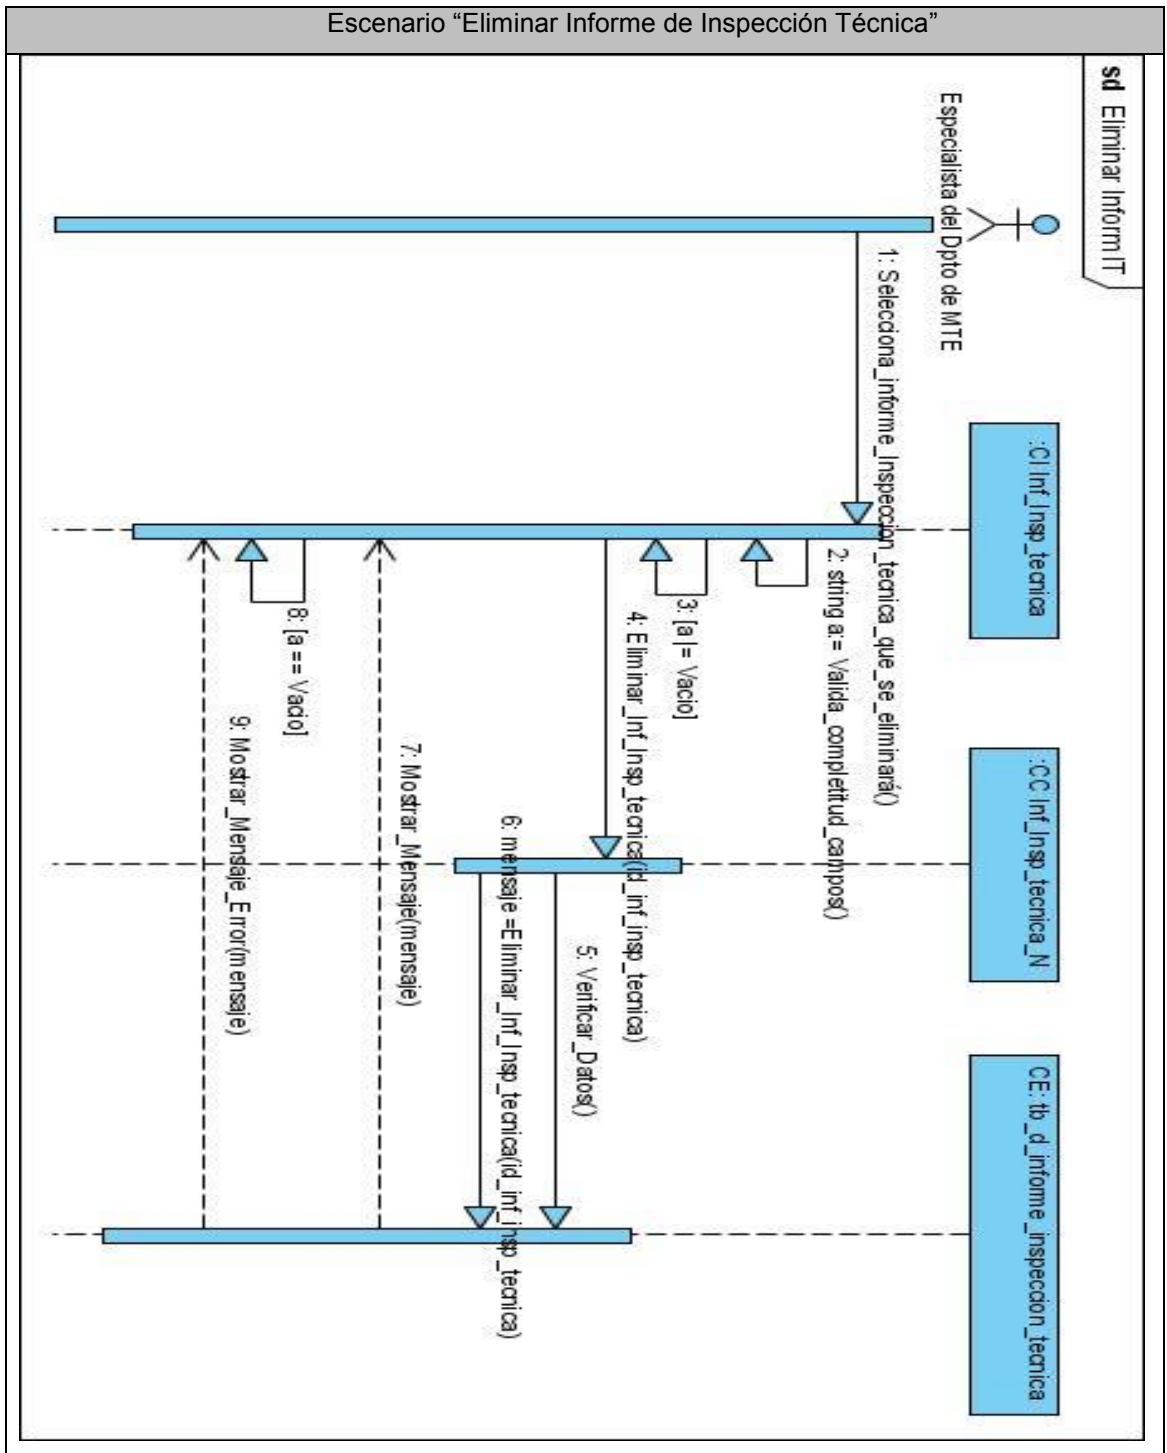 Escenario “Eliminar Informe de Inspección Técnica”
sd Eliminar InformIT
Especialista del Dpto de MTE
:CI Inf_Insp_tecnica
:CC Inf_Insp_tecnica_N
CE: tb_d_informe_inspeccion_tecnica
1: Selecciona_informe_Inspeccion_tecnica_que_se_eliminará()
2: string a:= Valida_completitud_campos()
3: [a != Vacio]
4: Eliminar_Inf_Insp_tecnica(id_inf_insp_tecnica)
5: Verificar_Datos()
6: mensaje =Eliminar_Inf_Insp_tecnica(id_inf_insp_tecnica)
7: Mostrar_Mensaje(mensaje)
8: [a == Vacio]
9: Mostrar_Mensaje_Error(mensaje)